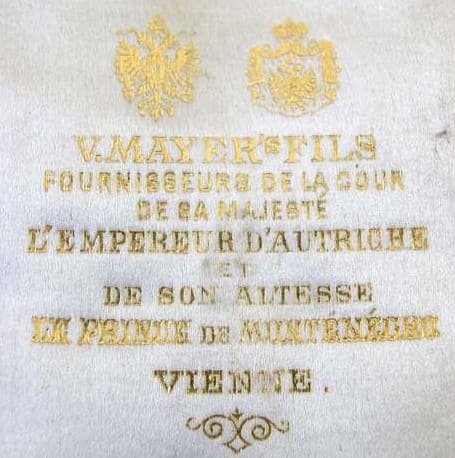 V. MAYER'S FILS
FOURNISSEURS DE LA COUR
DE SA MAJESTÉ
L'EMPEREUR D'AUTRICHE
ET
DE SON ALTESSE
LE PRINCE DE MONTENÉGRO
VIENNE.